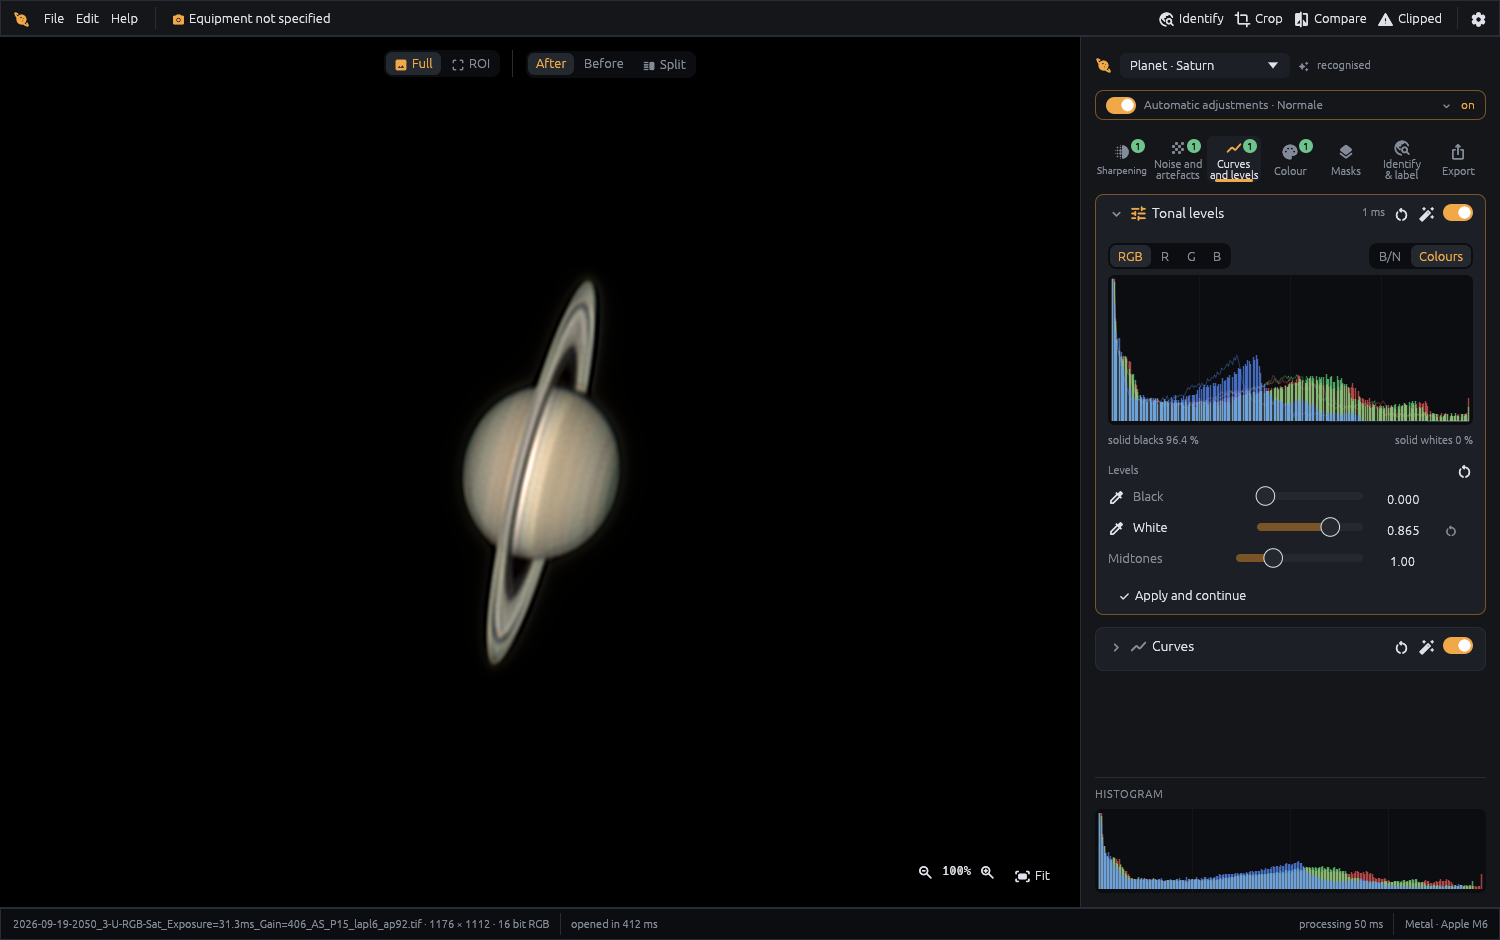 File Edit Help Equipment not specified Identify Crop Compare Clipped
Full ROI After Before Split
Planet · Saturn recognised
Automatic adjustments · Normale on
Sharpening 1
Noise and artefacts 1
Curves and levels 1
Colour 1
Masks
Identify & label
Export
Tonal levels 1 ms
RGB R G B B/N Colours
solid blacks 96.4 % solid whites 0 %
Levels
Black 0.000
White 0.865
Midtones 1.00
Apply and continue
Curves
HISTOGRAM
100% Fit
2026-09-19-2050_3-U-RGB-Sat_Exposure=31.3ms_Gain=406_AS_P15_lapl6_ap92.tif · 1176 × 1112 · 16 bit RGB opened in 412 ms processing 50 ms Metal · Apple M6